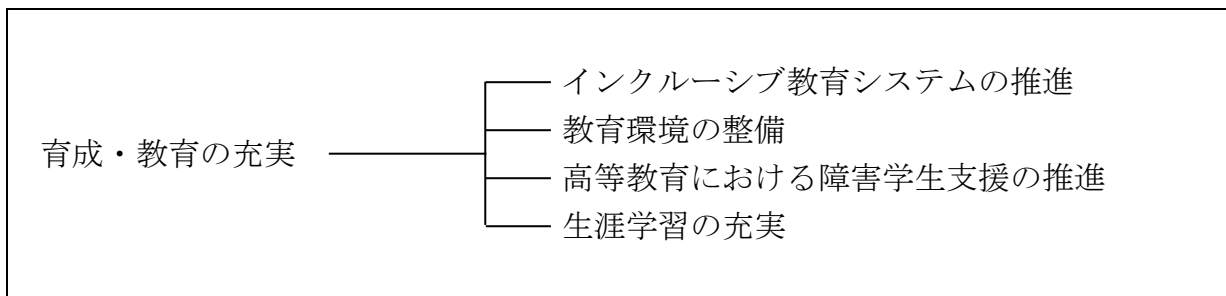 育成・教育の充実
インクルーシブ教育システムの推進
教育環境の整備
高等教育における障害学生支援の推進
生涯学習の充実